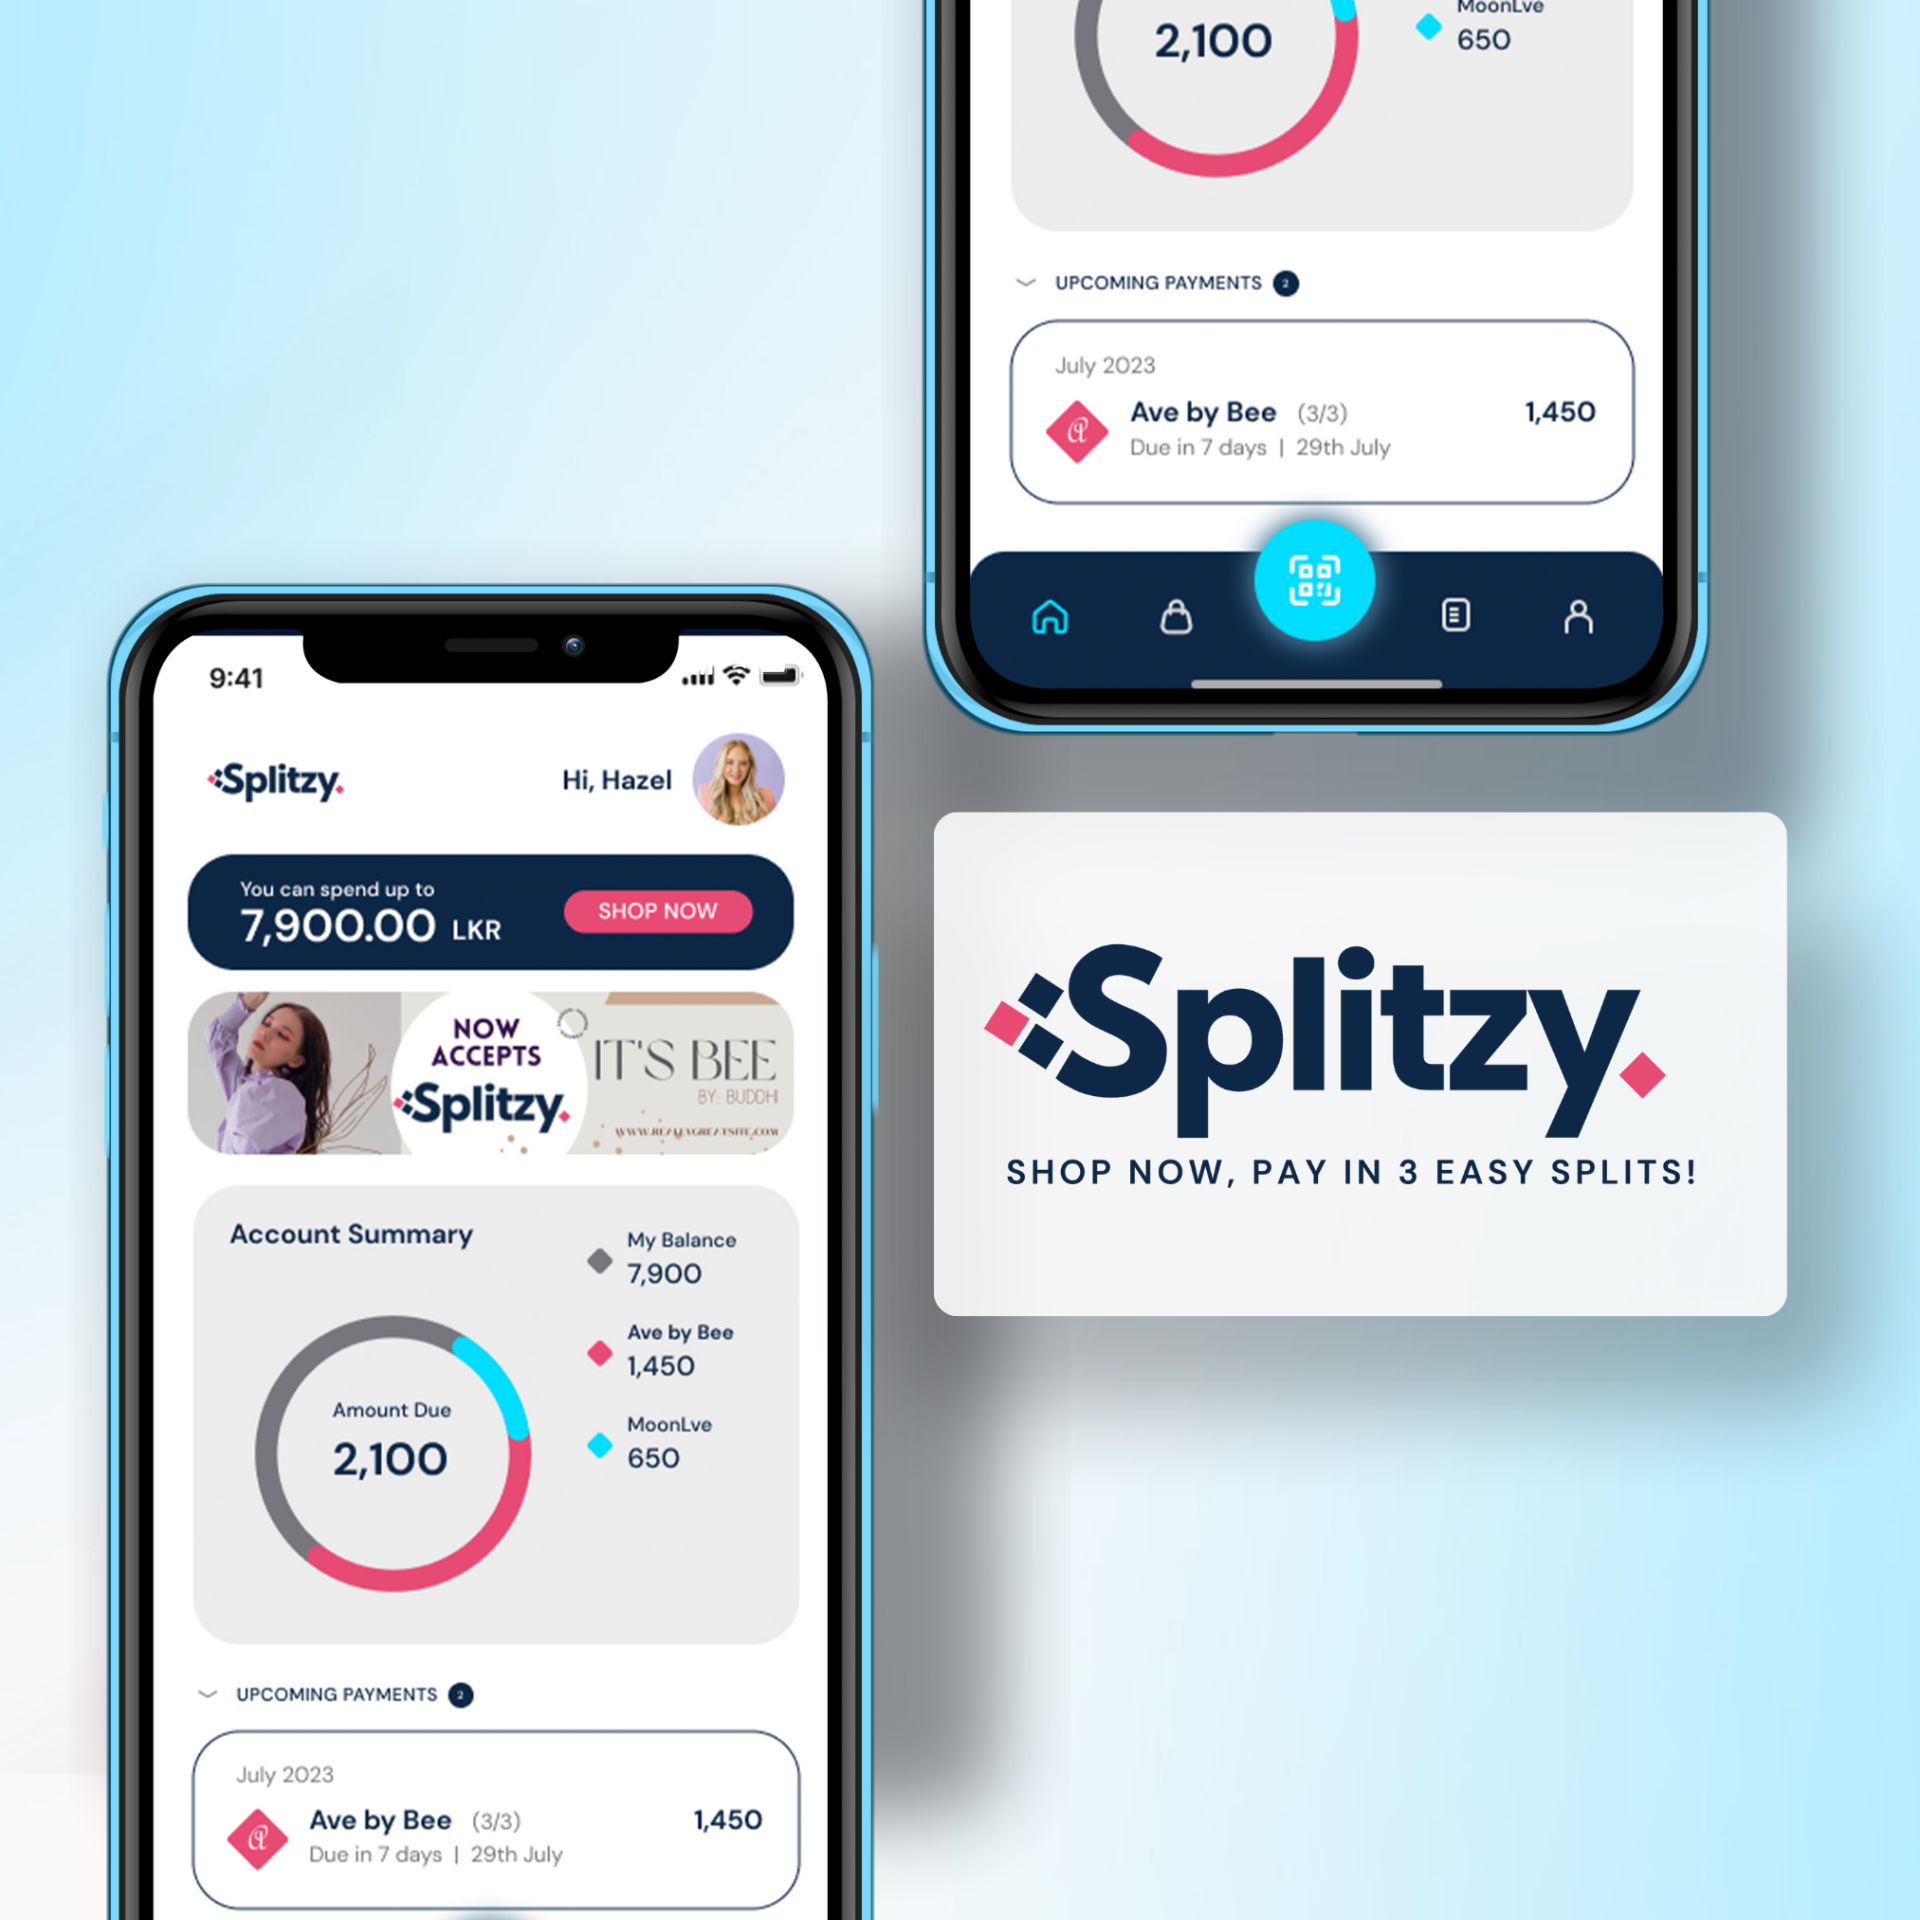 2,100
MoonLve
650
UPCOMING PAYMENTS 2
July 2023
Ave by Bee (3/3) 1,450
Due in 7 days | 29th July
9:41
Splitzy.
Hi, Hazel
You can spend up to
7,900.00 LKR
SHOP NOW
NOW
ACCEPTS
Splitzy.
IT'S BEE
BY: BUDDHI
WWW.REALLYGREATSITE.COM
Account Summary
My Balance
7,900
Ave by Bee
1,450
MoonLve
650
Amount Due
2,100
UPCOMING PAYMENTS 2
July 2023
Ave by Bee (3/3) 1,450
Due in 7 days | 29th July
Splitzy.
SHOP NOW, PAY IN 3 EASY SPLITS!